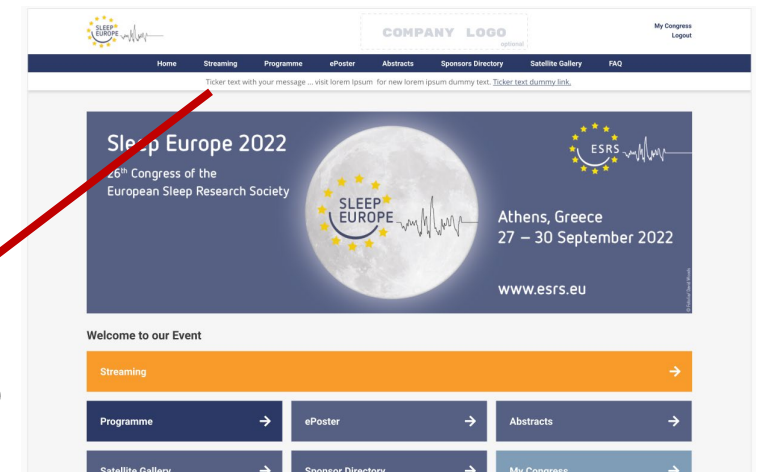 SLEEP
EUROPE
COMPANY LOGO
optional
My Congress
Logout
Home Streaming Programme ePoster Abstracts Sponsors Directory Satellite Gallery FAQ
Ticker text with your message ... visit lorem Ipsum for new lorem ipsum dummy text. Ticker text dummy link.
Sleep Europe 2022
26th Congress of the
European Sleep Research Society
SLEEP
EUROPE
ESRS
Athens, Greece
27 – 30 September 2022
www.esrs.eu
Welcome to our Event
Streaming
Programme ePoster Abstracts
Satellite Gallery Sponsor Directory My Congress